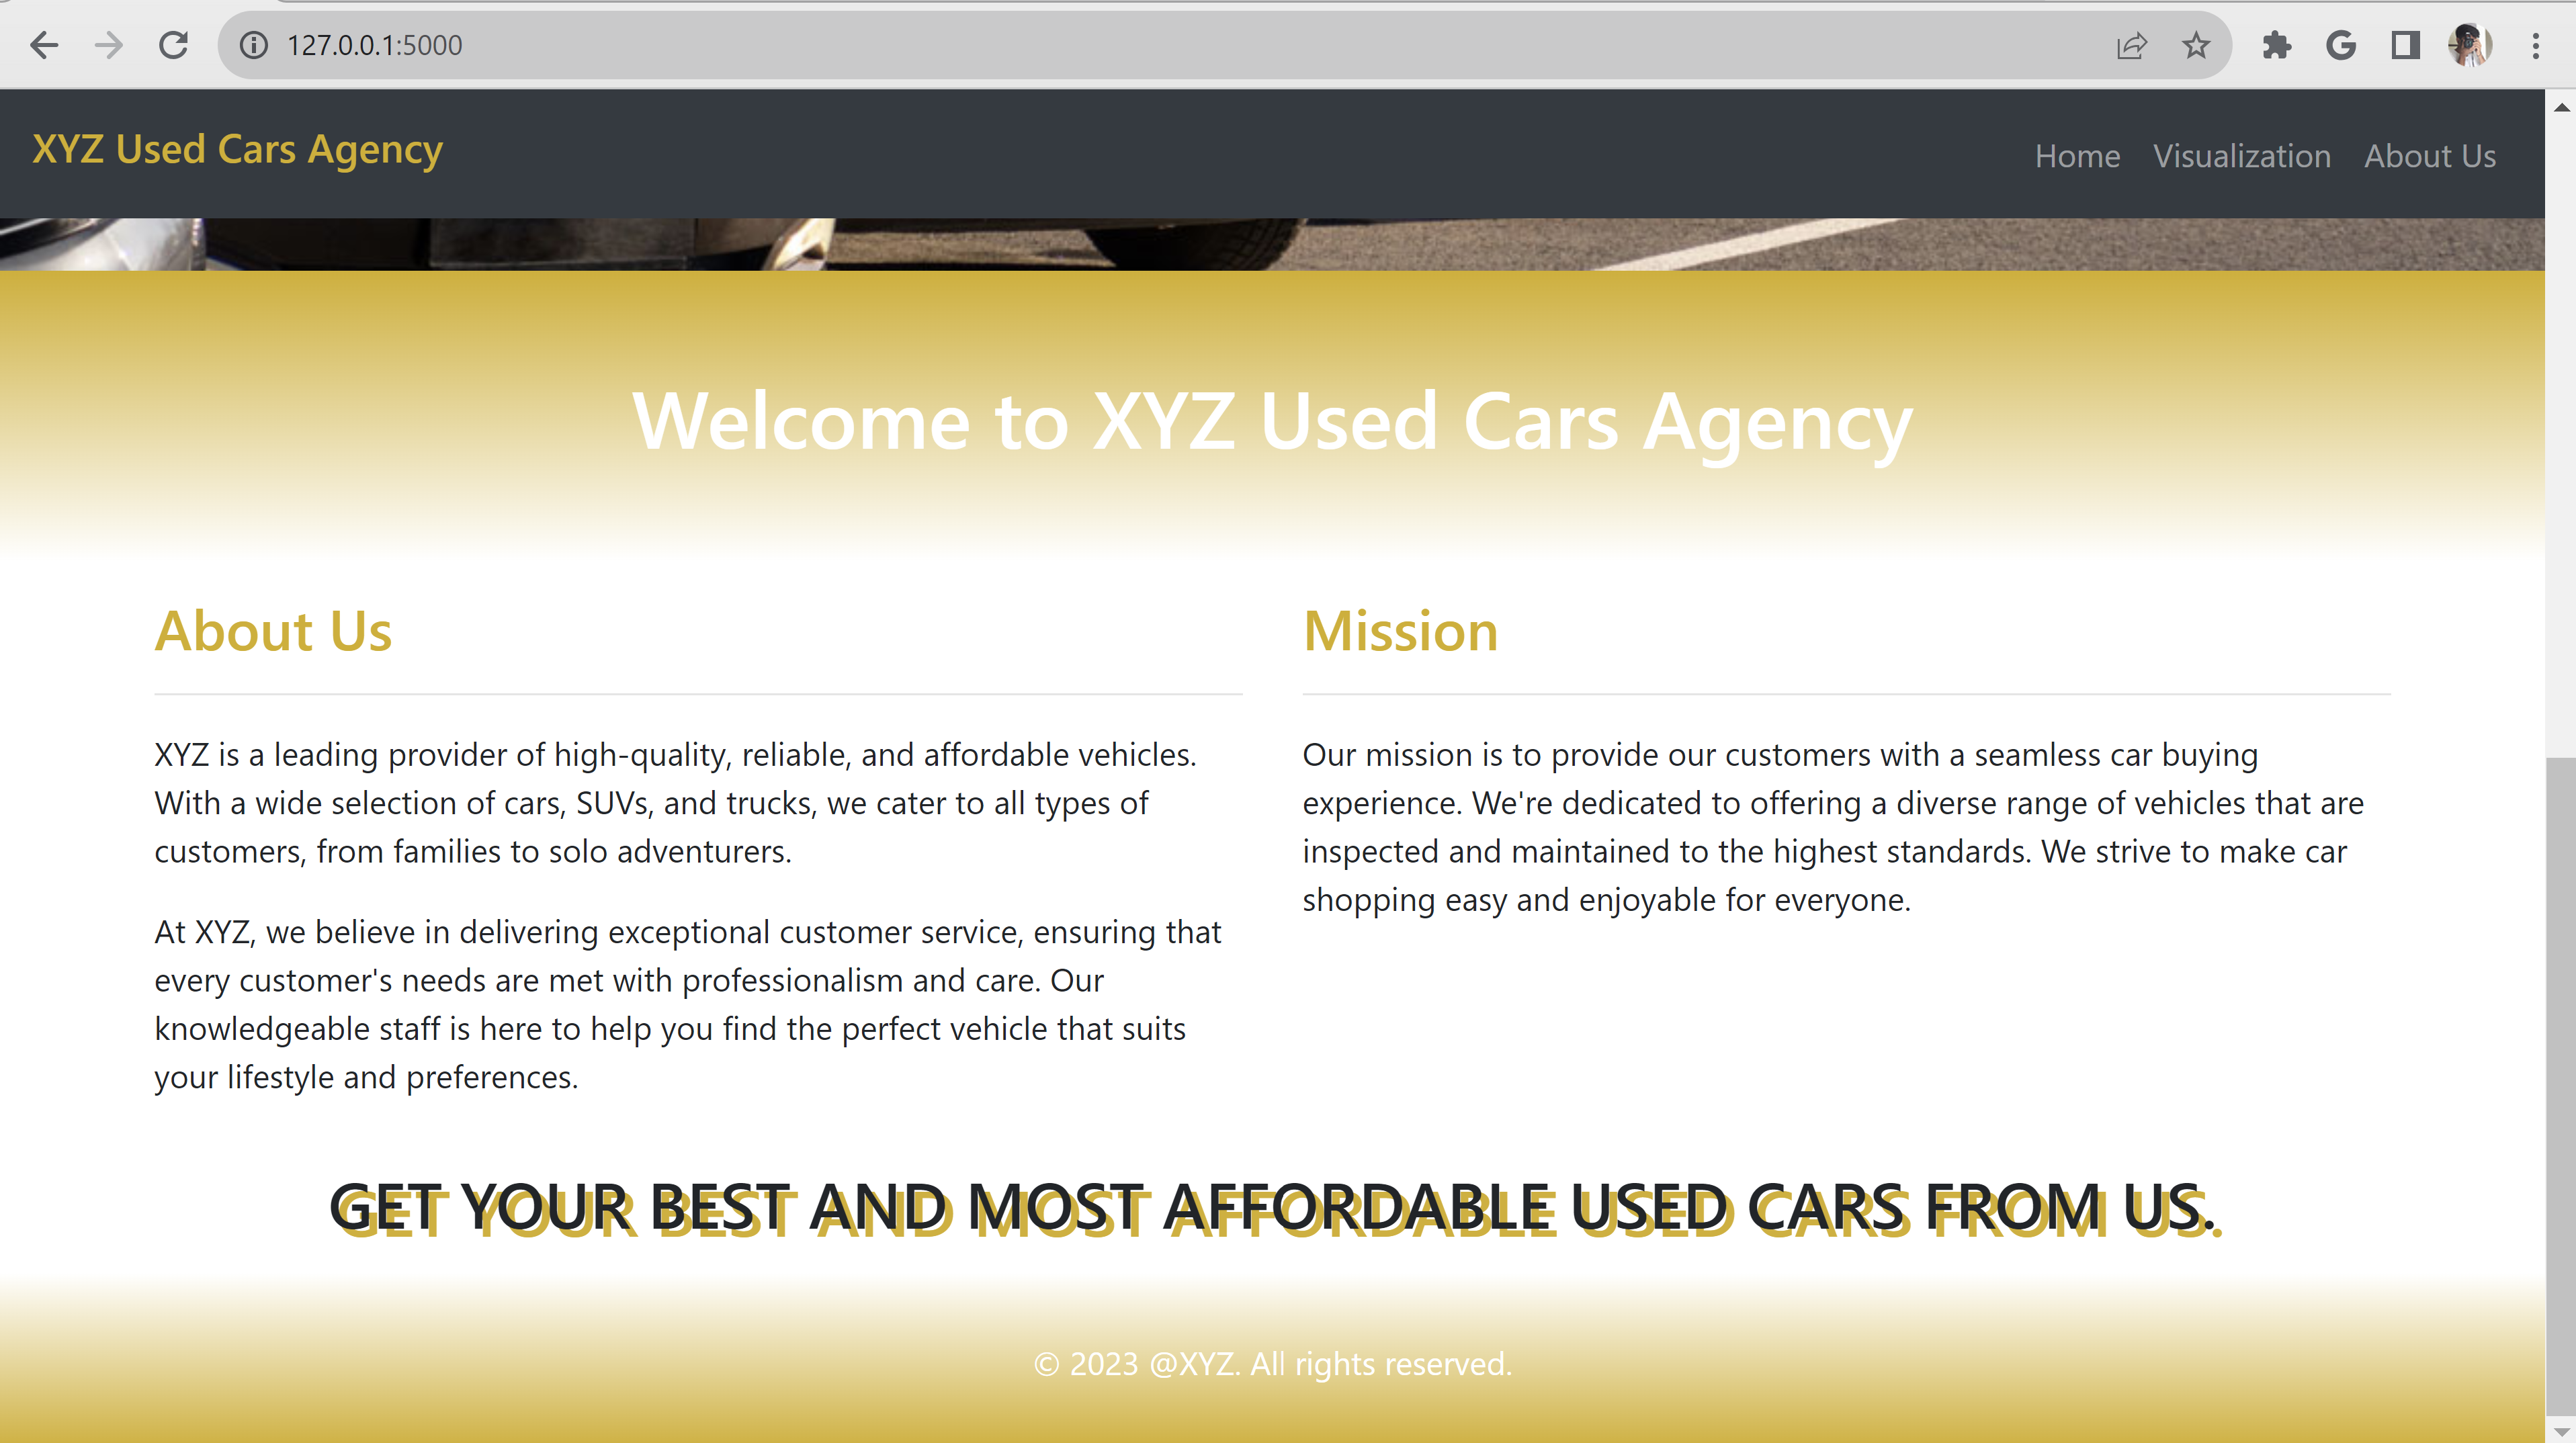 127.0.0.1:5000
XYZ Used Cars Agency
Home Visualization About Us
Welcome to XYZ Used Cars Agency
About Us
XYZ is a leading provider of high-quality, reliable, and affordable vehicles.
With a wide selection of cars, SUVs, and trucks, we cater to all types of
customers, from families to solo adventurers.
At XYZ, we believe in delivering exceptional customer service, ensuring that
every customer's needs are met with professionalism and care. Our
knowledgeable staff is here to help you find the perfect vehicle that suits
your lifestyle and preferences.
Mission
Our mission is to provide our customers with a seamless car buying
experience. We're dedicated to offering a diverse range of vehicles that are
inspected and maintained to the highest standards. We strive to make car
shopping easy and enjoyable for everyone.
GET YOUR BEST AND MOST AFFORDABLE USED CARS FROM US.
© 2023 @XYZ. All rights reserved.